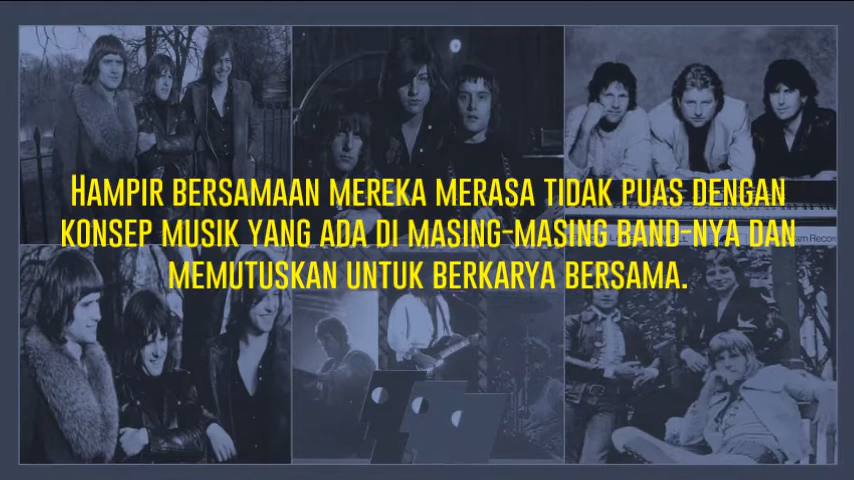 HAMPIR BERSAMAAN MEREKA MERASA TIDAK PUAS DENGAN
KONSEP MUSIK YANG ADA DI MASING-MASING BAND-NYA DAN
MEMUTUSKAN UNTUK BERKARYA BERSAMA.